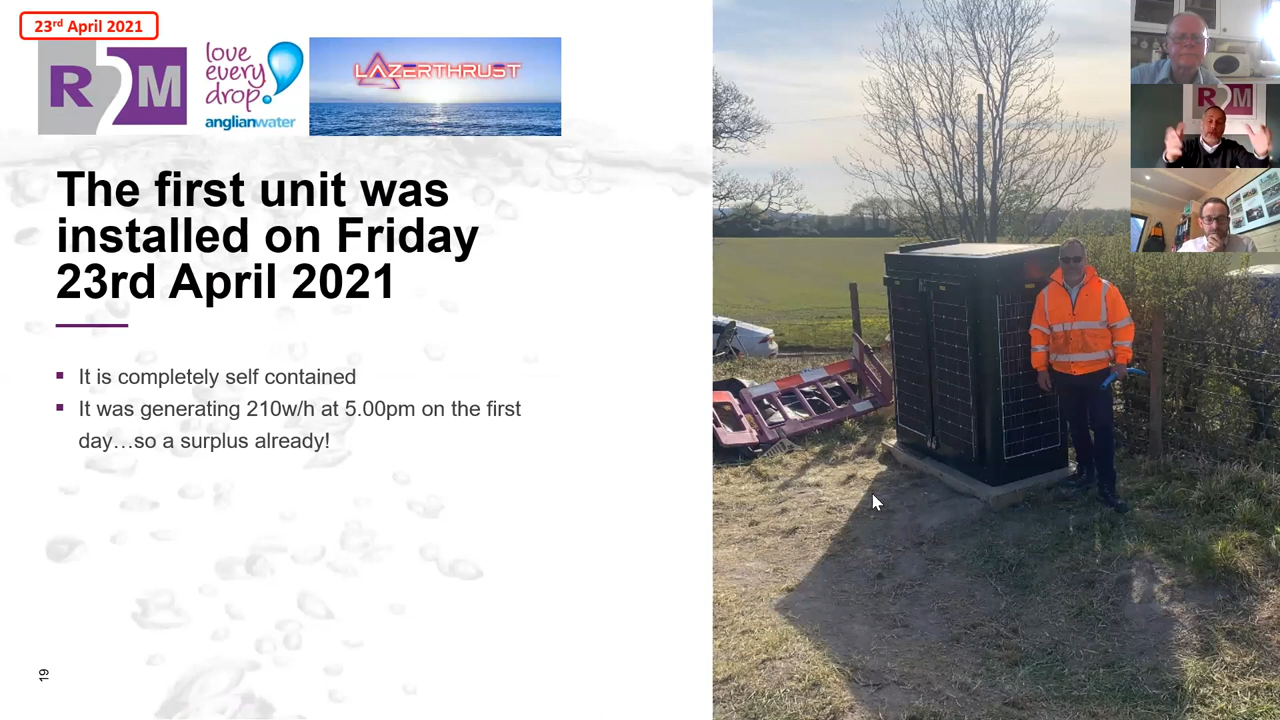 23rd April 2021
R2M
love
every
drop
anglianwater
LAZERTHRUST
R2M
The first unit was
installed on Friday
23rd April 2021
It is completely self contained
It was generating 210w/h at 5.00pm on the first
day…so a surplus already!
19